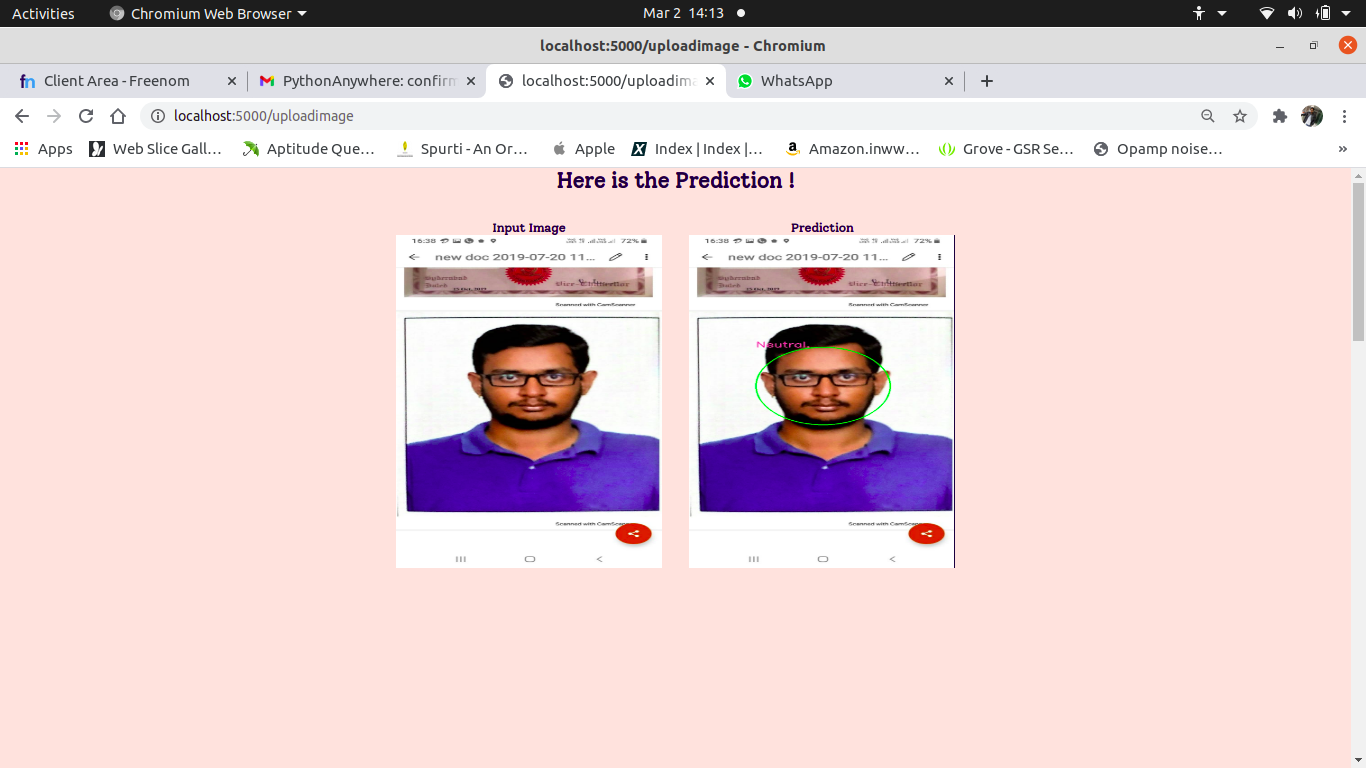 Activities Chromium Web Browser Mar 2 14:13
localhost:5000/uploadimage - Chromium
Client Area - Freenom PythonAnywhere: confirm localhost:5000/uploadima WhatsApp
localhost:5000/uploadimage
Apps Web Slice Gall... Aptitude Que... Spurti - An Or... Apple Index | Index |... Amazon.inww... Grove - GSR Se... Opamp noise... »
Here is the Prediction !
Input Image Prediction
16:38 72% 16:38 72%
new doc 2019-07-20 11... new doc 2019-07-20 11...
Scanned with CamScanner Scanned with CamScanner
Nautral
Scanned with CamScanner Scanned with CamScanner